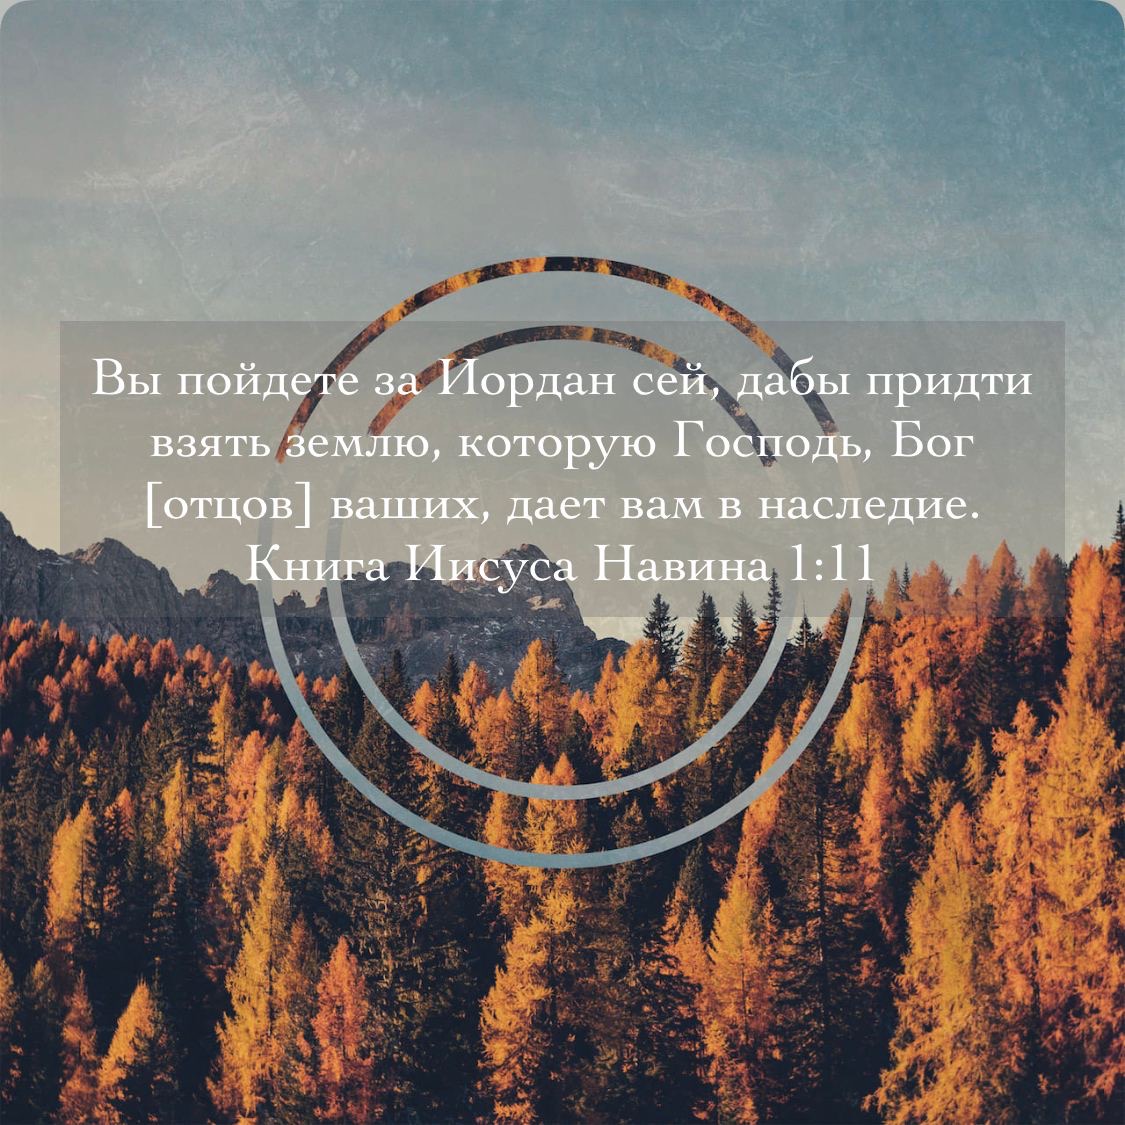 Вы пойдете за Иордан сей, дабы придти
взять землю, которую Господь, Бог
[отцов] ваших, дает вам в наследие.
Книга Иисуса Навина 1:11